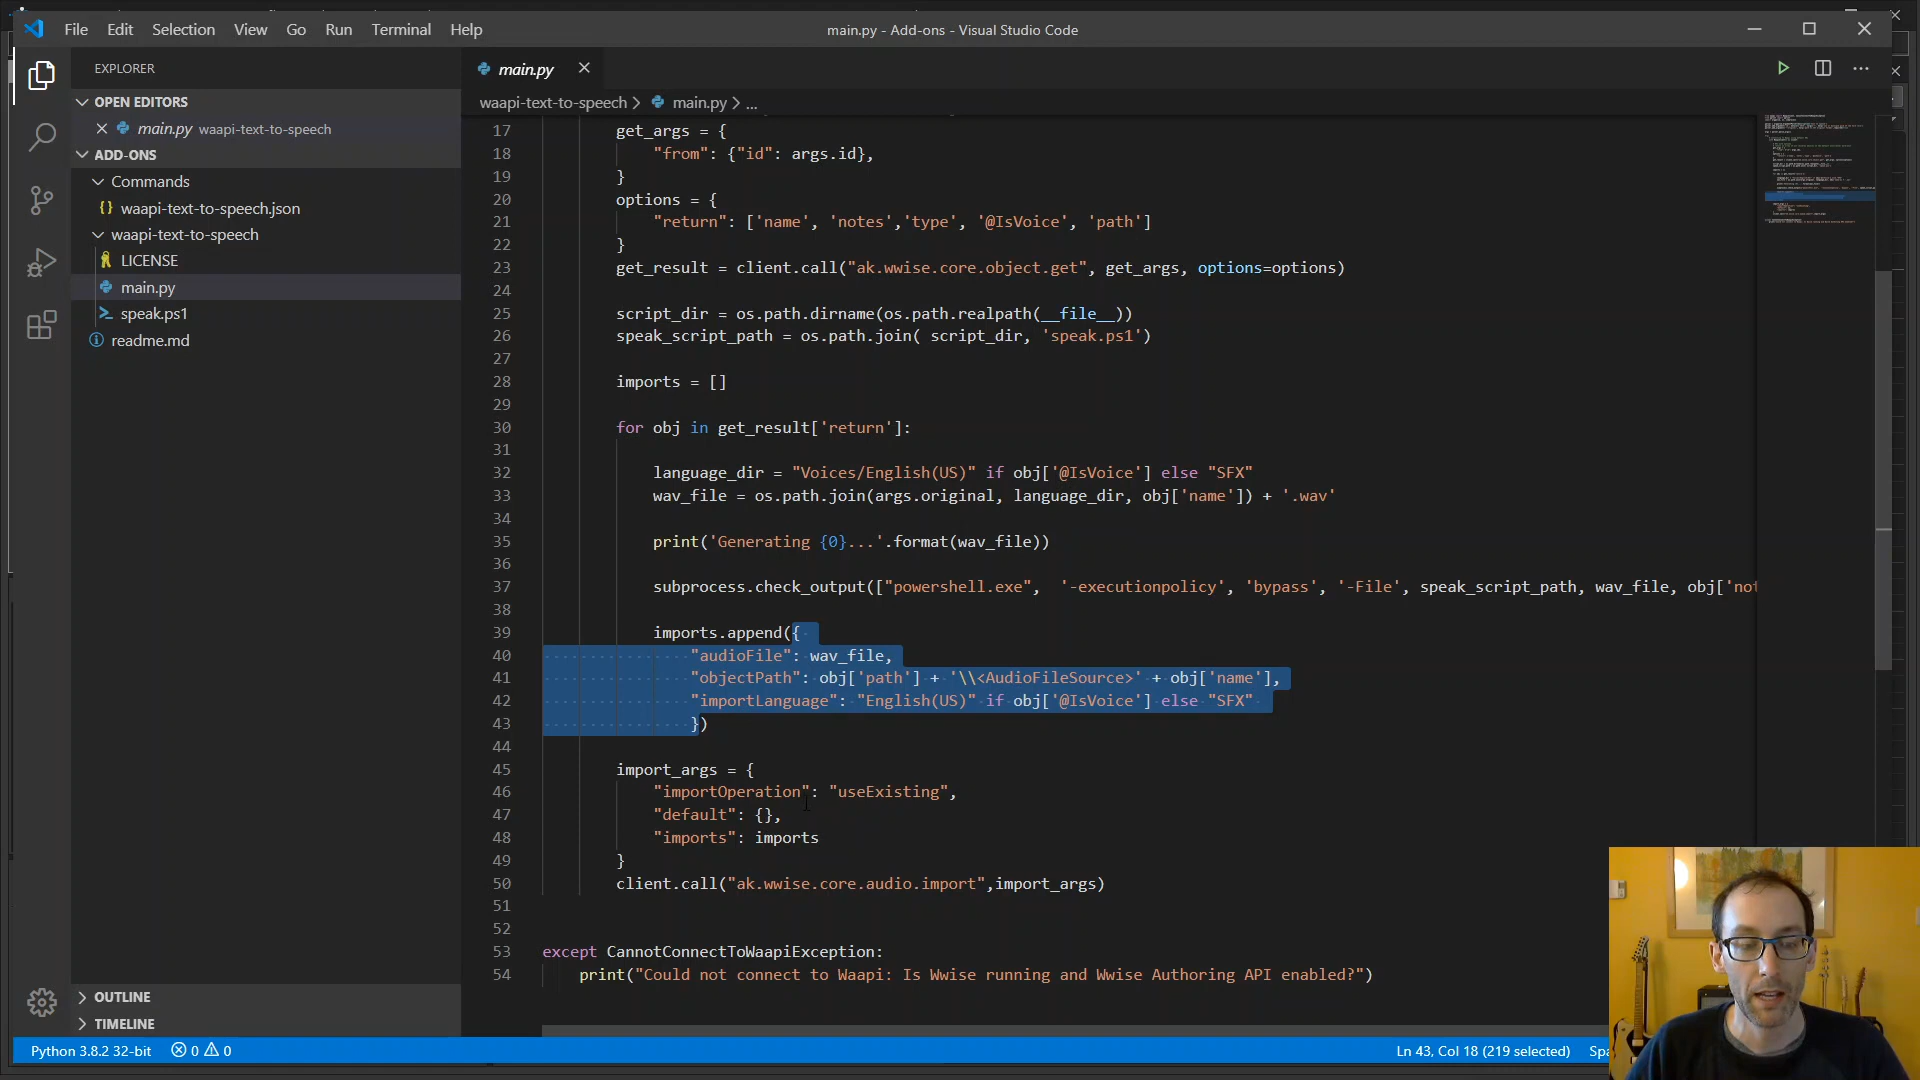 File Edit Selection View Go Run Terminal Help
main.py - Add-ons - Visual Studio Code
EXPLORER
OPEN EDITORS
main.py waapi-text-to-speech
ADD-ONS
Commands
waapi-text-to-speech.json
waapi-text-to-speech
LICENSE
main.py
speak.ps1
readme.md
OUTLINE
TIMELINE
main.py
waapi-text-to-speech > main.py > ...
17 get_args = {
18 "from": {"id": args.id},
19 }
20 options = {
21 "return": ['name', 'notes','type', '@IsVoice', 'path']
22 }
23 get_result = client.call("ak.wwise.core.object.get", get_args, options=options)
24
25 script_dir = os.path.dirname(os.path.realpath(__file__))
26 speak_script_path = os.path.join( script_dir, 'speak.ps1')
27
28 imports = []
29
30 for obj in get_result['return']:
31
32 language_dir = "Voices/English(US)" if obj['@IsVoice'] else "SFX"
33 wav_file = os.path.join(args.original, language_dir, obj['name']) + '.wav'
34
35 print('Generating {0}...'.format(wav_file))
36
37 subprocess.check_output(["powershell.exe", '-executionpolicy', 'bypass', '-File', speak_script_path, wav_file, obj['not
38
39 imports.append({
40 "audioFile": wav_file,
41 "objectPath": obj['path'] + '\\<AudioFileSource>' + obj['name'],
42 "importLanguage": "English(US)" if obj['@IsVoice'] else "SFX"
43 })
44
45 import_args = {
46 "importOperation": "useExisting",
47 "default": {},
48 "imports": imports
49 }
50 client.call("ak.wwise.core.audio.import",import_args)
51
52
53 except CannotConnectToWaapiException:
54 print("Could not connect to Waapi: Is Wwise running and Wwise Authoring API enabled?")
Python 3.8.2 32-bit 0 0
Ln 43, Col 18 (219 selected) Spa